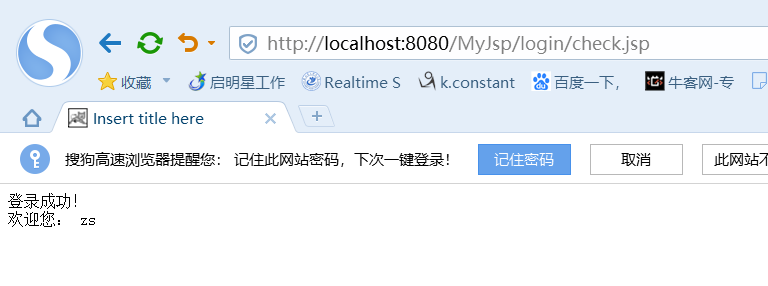 http://localhost:8080/MyJsp/login/check.jsp
收藏 启明星工作 Realtime S k.constant 百度一下， 牛客网-专
Insert title here
搜狗高速浏览器提醒您： 记住此网站密码，下次一键登录！ 记住密码 取消 此网站不
登录成功!
欢迎您： zs